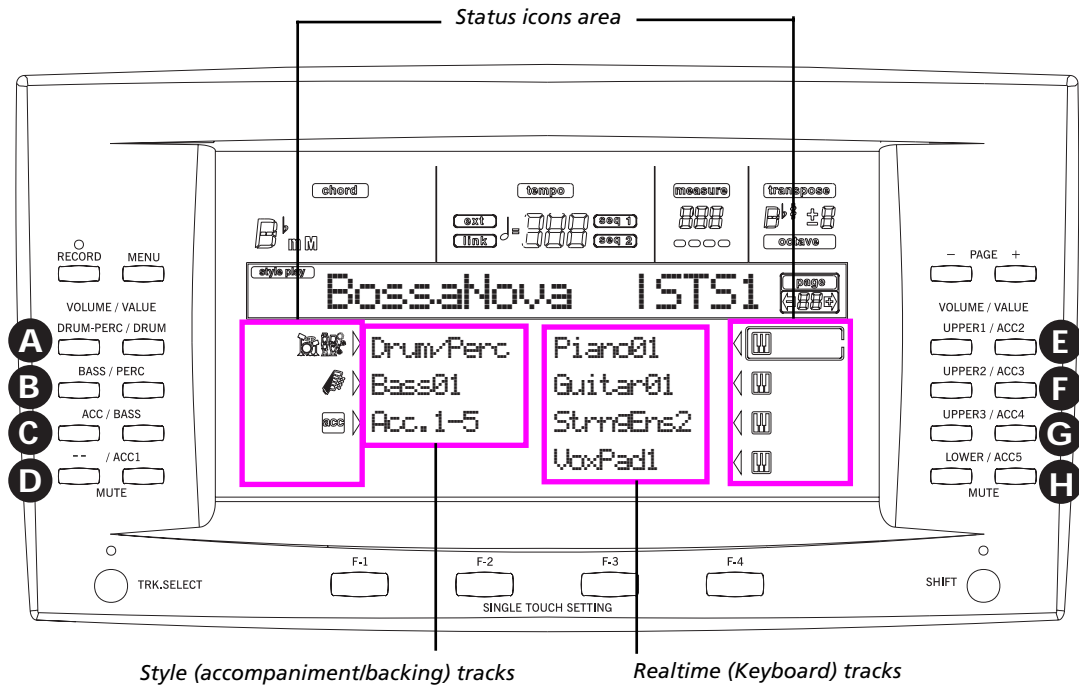 Status icons area
chord
tempo
measure
transpose
ext
link
seq 1
seq 2
octave
RECORD MENU
style play
BossaNova |STS1
page
- PAGE +
VOLUME / VALUE
VOLUME / VALUE
A
DRUM-PERC / DRUM
Drum/Perc
Piano01
UPPER1 / ACC2
E
B
BASS / PERC
Bass01
Guitar01
UPPER2 / ACC3
F
C
ACC / BASS
acc
Acc.1-5
StrngEns2
UPPER3 / ACC4
G
D
-- / ACC1
VoxPad1
LOWER / ACC5
H
MUTE
MUTE
TRK.SELECT
F-1
F-2
F-3
F-4
SHIFT
SINGLE TOUCH SETTING
Style (accompaniment/backing) tracks
Realtime (Keyboard) tracks